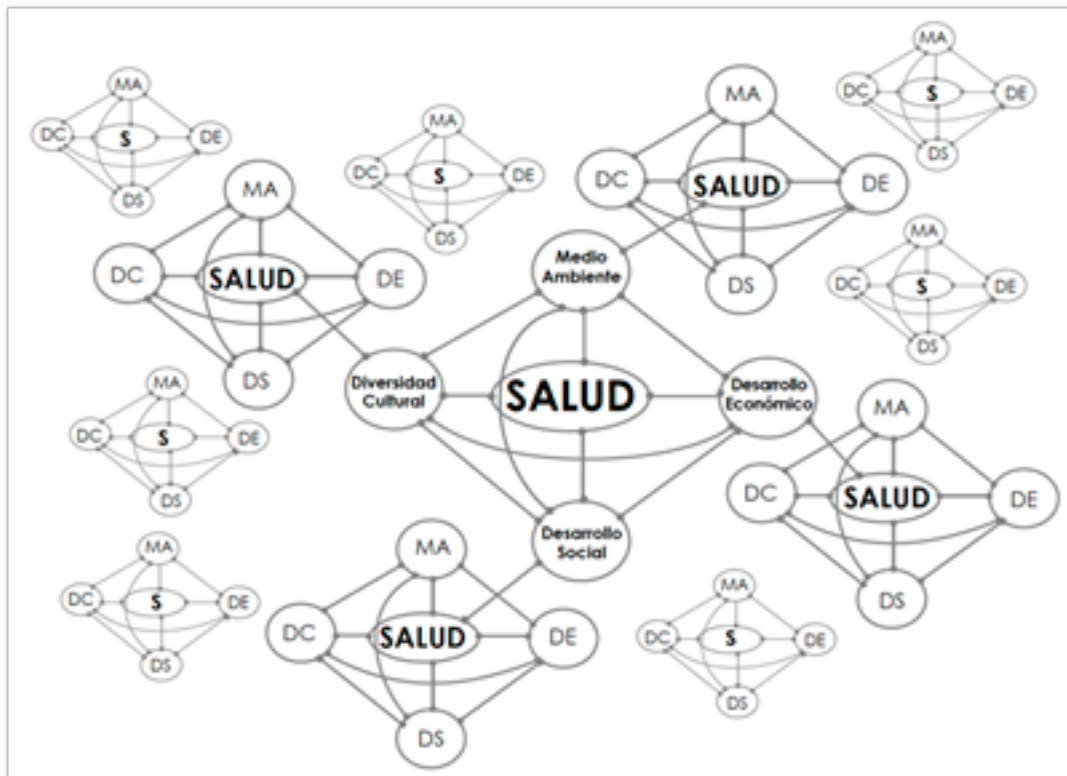 MA
DC
S
DE
DS
MA
DC
S
DE
DS
MA
DC
SALUD
DE
DS
MA
DC
S
DE
DS
MA
DC
SALUD
DE
DS
MA
DC
S
DE
DS
Medio
Ambiente
Diversidad
Cultural
SALUD
Desarrollo
Económico
Desarrollo
Social
MA
DC
S
DE
DS
MA
DC
SALUD
DE
DS
MA
DC
S
DE
DS
MA
DC
SALUD
DE
DS
MA
DC
S
DE
DS